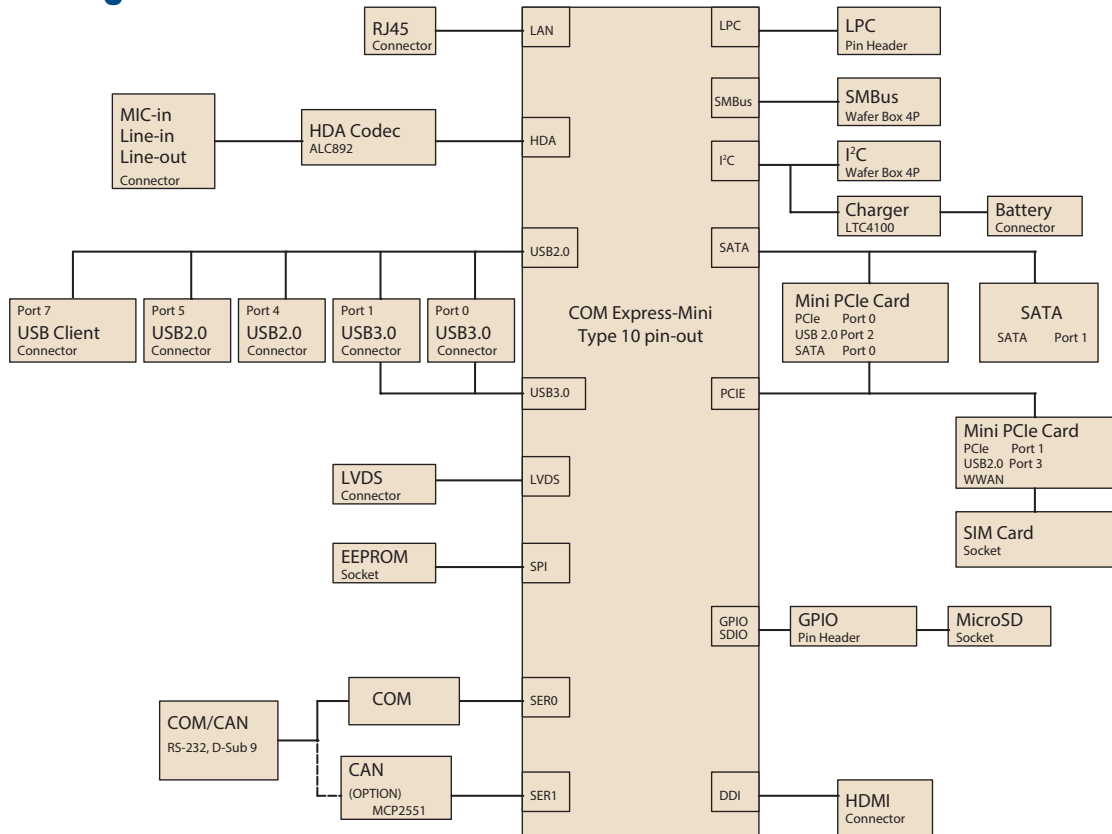 RJ45
Connector
LAN
LPC
LPC
Pin Header
MIC-in
Line-in
Line-out
Connector
HDA Codec
ALC892
HDA
SMBus
SMBus
Wafer Box 4P
I²C
I²C
Wafer Box 4P
Charger
LTC4100
Battery
Connector
USB2.0
SATA
Port 7
USB Client
Connector
Port 5
USB2.0
Connector
Port 4
USB2.0
Connector
Port 1
USB3.0
Connector
Port 0
USB3.0
Connector
COM Express-Mini
Type 10 pin-out
Mini PCIe Card
PCIe Port 0
USB 2.0 Port 2
SATA Port 0
SATA
SATA Port 1
USB3.0
PCIE
Mini PCIe Card
PCIe Port 1
USB2.0 Port 3
WWAN
LVDS
Connector
LVDS
SIM Card
Socket
EEPROM
Socket
SPI
GPIO
SDIO
GPIO
Pin Header
MicroSD
Socket
COM/CAN
RS-232, D-Sub 9
COM
SER0
CAN
(OPTION)
MCP2551
SER1
DDI
HDMI
Connector